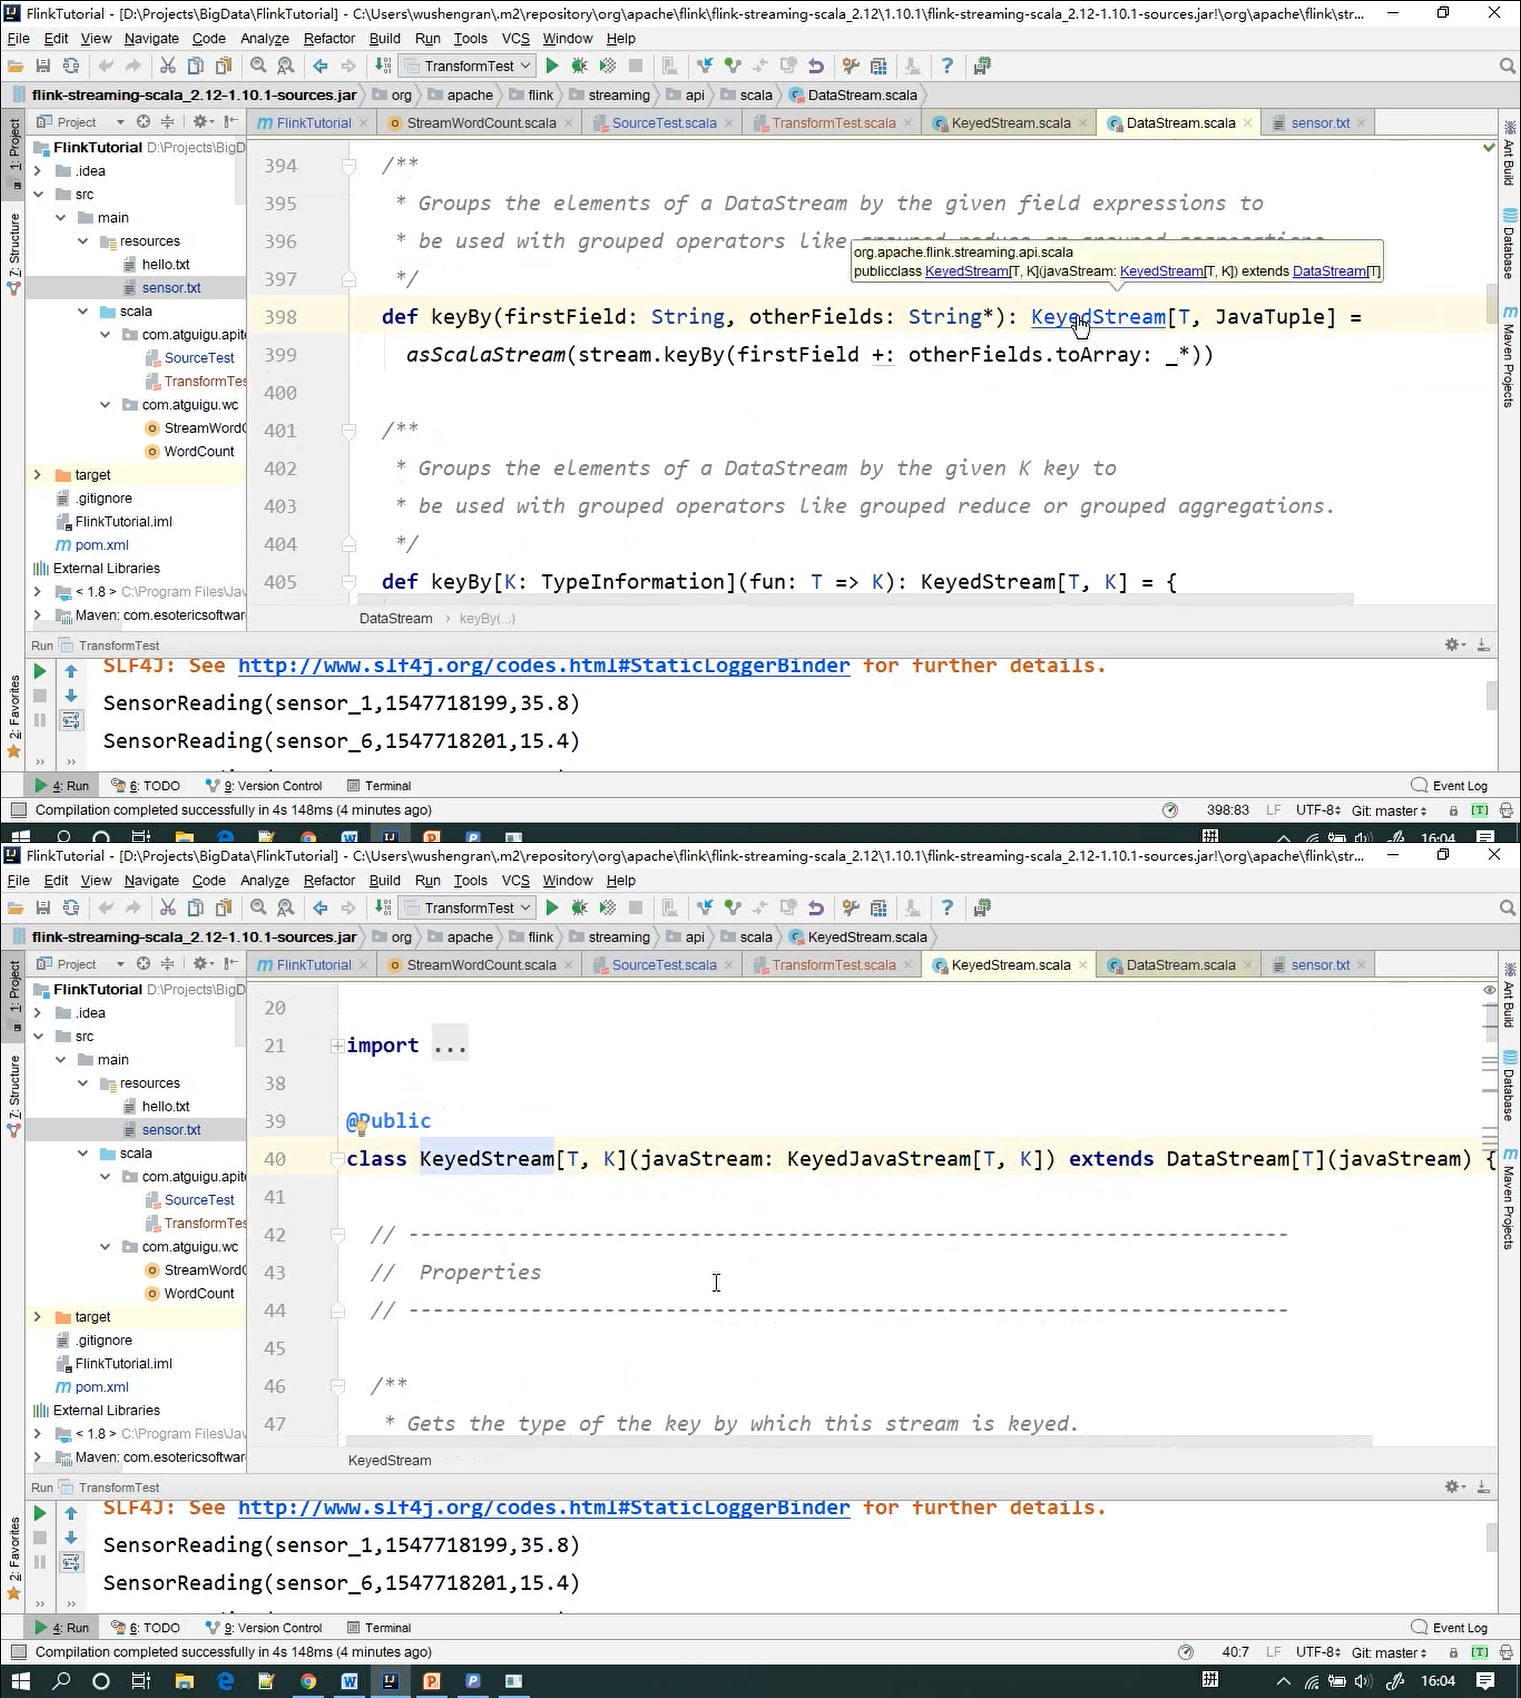 FlinkTutorial - [D:\Projects\BigData\FlinkTutorial] - C:\Users\wushengran\.m2\repository\org\apache\flink\flink-streaming-scala_2.12\1.10.1\flink-streaming-scala_2.12-1.10.1-sources.jar!\org\apache\flink\str...
File Edit View Navigate Code Analyze Refactor Build Run Tools VCS Window Help
TransformTest
flink-streaming-scala_2.12-1.10.1-sources.jar org apache flink streaming api scala DataStream.scala
Project FlinkTutorial StreamWordCount.scala SourceTest.scala TransformTest.scala KeyedStream.scala DataStream.scala sensor.txt
1: Project
7: Structure
2: Favorites
Ant Build
Database
Maven Projects
FlinkTutorial D:\Projects\BigD
.idea
src
main
resources
hello.txt
sensor.txt
scala
com.atguigu.apite
SourceTest
TransformTes
com.atguigu.wc
StreamWordC
WordCount
target
.gitignore
FlinkTutorial.iml
pom.xml
External Libraries
< 1.8 > C:\Program Files\Jav
Maven: com.esotericsoftwar
394 /**
395 * Groups the elements of a DataStream by the given field expressions to
396 * be used with grouped operators like grouped reduce or grouped aggregations.
org.apache.flink.streaming.api.scala
publicclass KeyedStream[T, K](javaStream: KeyedStream[T, K]) extends DataStream[T]
397 */
398 def keyBy(firstField: String, otherFields: String*): KeyedStream[T, JavaTuple] =
399 asScalaStream(stream.keyBy(firstField +: otherFields.toArray: _*))
400
401 /**
402 * Groups the elements of a DataStream by the given K key to
403 * be used with grouped operators like grouped reduce or grouped aggregations.
404 */
405 def keyBy[K: TypeInformation](fun: T => K): KeyedStream[T, K] = {
DataStream › keyBy(...)
Run TransformTest
SLF4J: See http://www.slf4j.org/codes.html#StaticLoggerBinder for further details.
SensorReading(sensor_1,1547718199,35.8)
SensorReading(sensor_6,1547718201,15.4)
4: Run 6: TODO 9: Version Control Terminal Event Log
Compilation completed successfully in 4s 148ms (4 minutes ago) 398:83 LF UTF-8 Git: master [T]
拼 16:04
FlinkTutorial - [D:\Projects\BigData\FlinkTutorial] - C:\Users\wushengran\.m2\repository\org\apache\flink\flink-streaming-scala_2.12\1.10.1\flink-streaming-scala_2.12-1.10.1-sources.jar!\org\apache\flink\str...
File Edit View Navigate Code Analyze Refactor Build Run Tools VCS Window Help
TransformTest
flink-streaming-scala_2.12-1.10.1-sources.jar org apache flink streaming api scala KeyedStream.scala
Project FlinkTutorial StreamWordCount.scala SourceTest.scala TransformTest.scala KeyedStream.scala DataStream.scala sensor.txt
1: Project
7: Structure
2: Favorites
Ant Build
Database
Maven Projects
FlinkTutorial D:\Projects\BigD
.idea
src
main
resources
hello.txt
sensor.txt
scala
com.atguigu.apite
SourceTest
TransformTes
com.atguigu.wc
StreamWordC
WordCount
target
.gitignore
FlinkTutorial.iml
pom.xml
External Libraries
< 1.8 > C:\Program Files\Jav
Maven: com.esotericsoftwar
20
21 import ...
38
39 @Public
40 class KeyedStream[T, K](javaStream: KeyedJavaStream[T, K]) extends DataStream[T](javaStream) {
41
42 // ------------------------------------------------------------------------
43 // Properties
44 // ------------------------------------------------------------------------
45
46 /**
47 * Gets the type of the key by which this stream is keyed.
KeyedStream
Run TransformTest
SLF4J: See http://www.slf4j.org/codes.html#StaticLoggerBinder for further details.
SensorReading(sensor_1,1547718199,35.8)
SensorReading(sensor_6,1547718201,15.4)
4: Run 6: TODO 9: Version Control Terminal Event Log
Compilation completed successfully in 4s 148ms (4 minutes ago) 40:7 LF UTF-8 Git: master [T]
拼 16:04